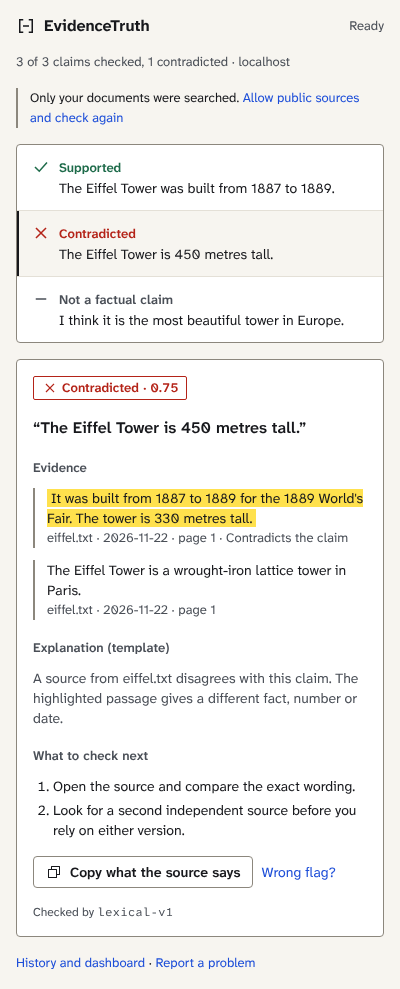 EvidenceTruth
Ready
3 of 3 claims checked, 1 contradicted · localhost
Only your documents were searched. Allow public sources
and check again
Supported
The Eiffel Tower was built from 1887 to 1889.
Contradicted
The Eiffel Tower is 450 metres tall.
Not a factual claim
I think it is the most beautiful tower in Europe.
Contradicted · 0.75
“The Eiffel Tower is 450 metres tall.”
Evidence
It was built from 1887 to 1889 for the 1889 World's
Fair. The tower is 330 metres tall.
eiffel.txt · 2026-11-22 · page 1 · Contradicts the claim
The Eiffel Tower is a wrought-iron lattice tower in
Paris.
eiffel.txt · 2026-11-22 · page 1
Explanation (template)
A source from eiffel.txt disagrees with this claim. The
highlighted passage gives a different fact, number or
date.
What to check next
1. Open the source and compare the exact wording.
2. Look for a second independent source before you
rely on either version.
Copy what the source says
Wrong flag?
Checked by lexical-v1
History and dashboard · Report a problem